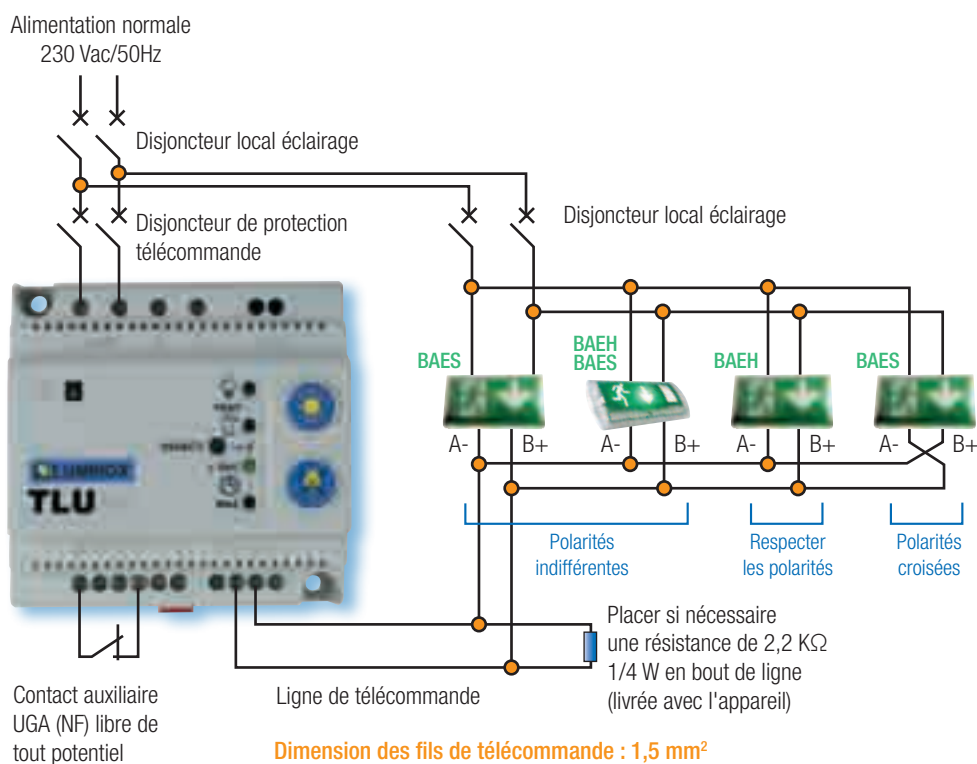 Alimentation normale
230 Vac/50Hz
Disjoncteur local éclairage
Disjoncteur de protection
télécommande
Disjoncteur local éclairage
BAES
BAEH
BAES
BAEH
BAES
A-
B+
A-
B+
A-
B+
A-
B+
LUMINOX
TLU
TEST
Polarités
indifférentes
Respecter
les polarités
Polarités
croisées
Placer si nécessaire
une résistance de 2,2 KΩ
1/4 W en bout de ligne
(livrée avec l'appareil)
Ligne de télécommande
Contact auxiliaire
UGA (NF) libre de
tout potentiel
Dimension des fils de télécommande : 1,5 mm²